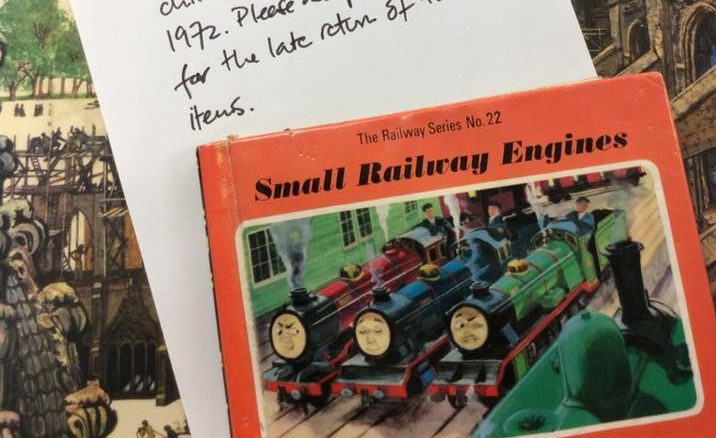 1972. Please
for the late return of
items.
The Railway Series No. 22
Small Railway Engines